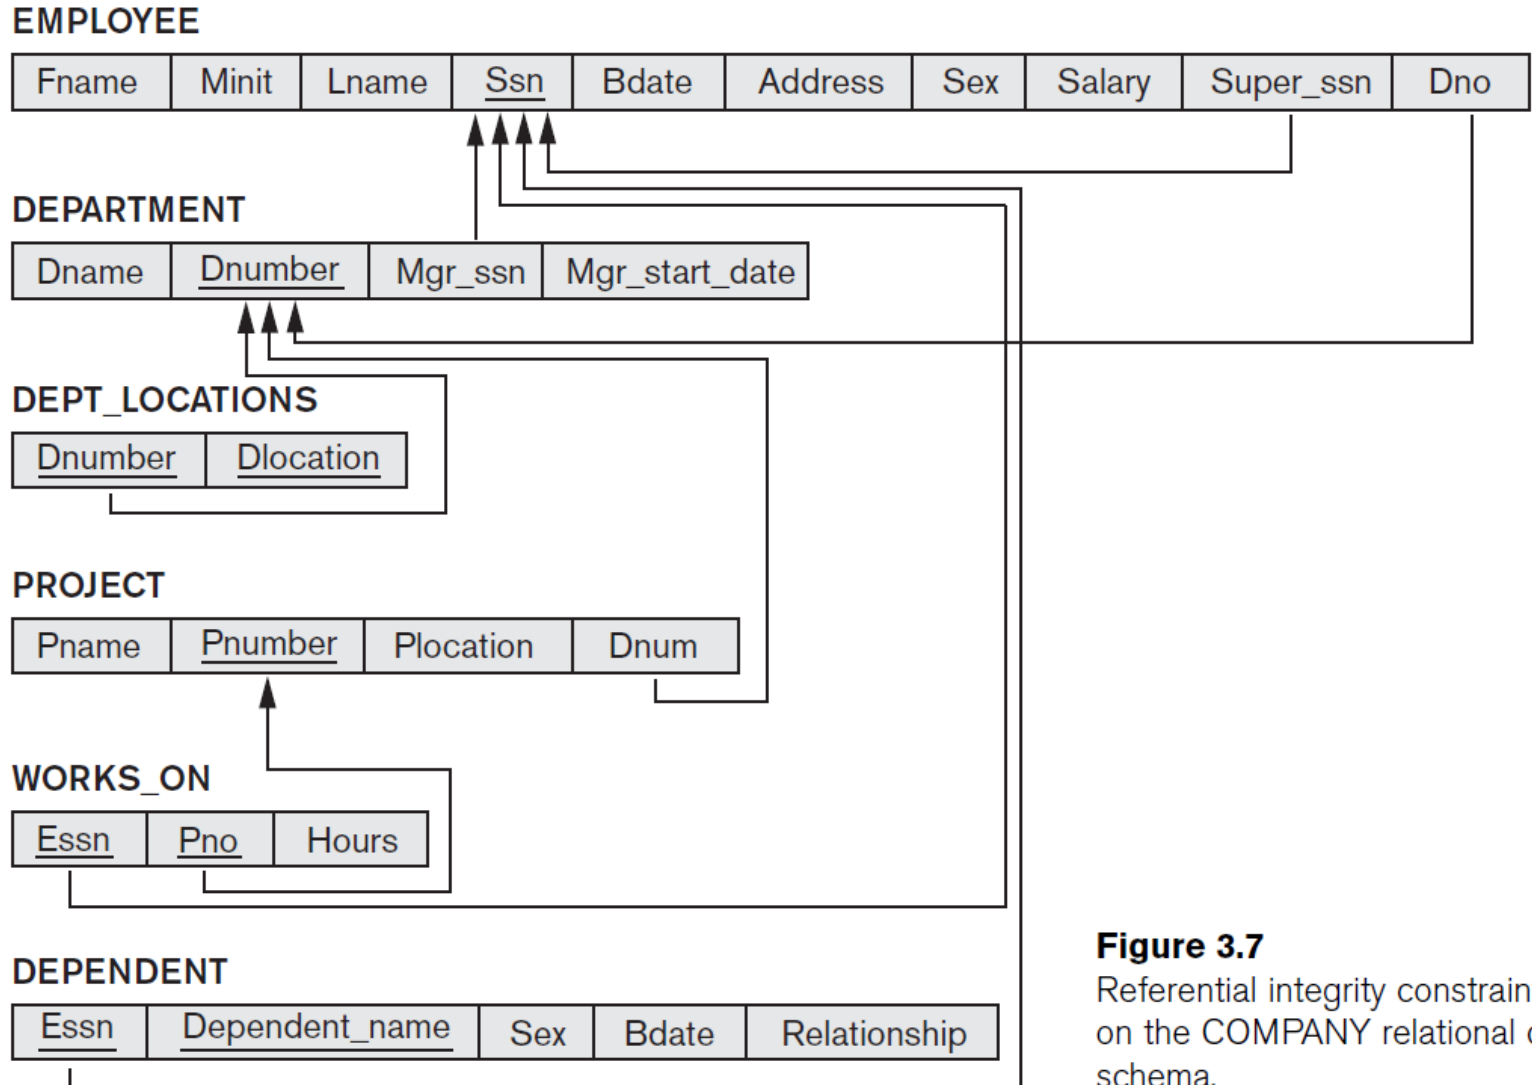 EMPLOYEE
Fname Minit Lname Ssn Bdate Address Sex Salary Super_ssn Dno
DEPARTMENT
Dname Dnumber Mgr_ssn Mgr_start_date
DEPT_LOCATIONS
Dnumber Dlocation
PROJECT
Pname Pnumber Plocation Dnum
WORKS_ON
Essn Pno Hours
DEPENDENT
Essn Dependent_name Sex Bdate Relationship
Figure 3.7
Referential integrity constrain
on the COMPANY relational
schema.